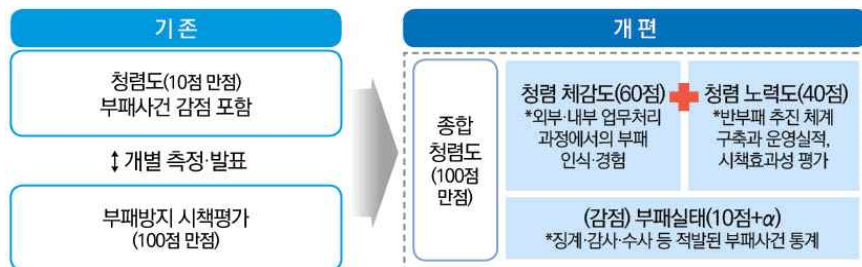 기존
청렴도(10점 만점)
부패사건 감점 포함
↕ 개별 측정·발표
부패방지 시책평가
(100점 만점)
개편
종합
청렴도
(100점
만점)
청렴 체감도(60점)
*외부·내부 업무처리
과정에서의 부패
인식·경험
+
청렴 노력도(40점)
*반부패 추진 체계
구축과 운영실적,
시책효과성 평가
(감점) 부패실태(10점+α)
*징계·감사·수사 등 적발된 부패사건 통계